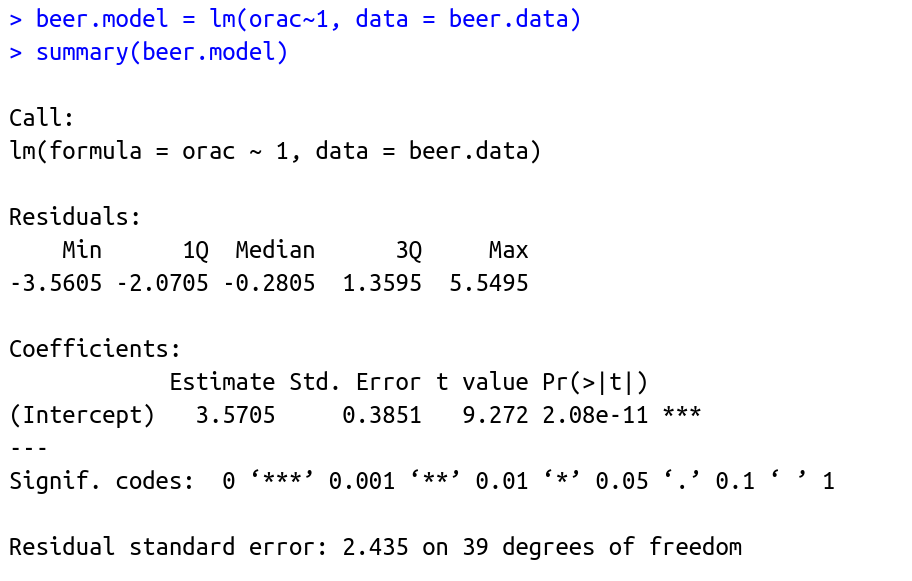 > beer.model = lm(orac~1, data = beer.data)
> summary(beer.model)

Call:
lm(formula = orac ~ 1, data = beer.data)

Residuals:
    Min      1Q  Median      3Q     Max
-3.5605 -2.0705 -0.2805  1.3595  5.5495

Coefficients:
            Estimate Std. Error t value Pr(>|t|)
(Intercept)   3.5705     0.3851   9.272 2.08e-11 ***
---
Signif. codes:  0 ‘***’ 0.001 ‘**’ 0.01 ‘*’ 0.05 ‘.’ 0.1 ‘ ’ 1

Residual standard error: 2.435 on 39 degrees of freedom